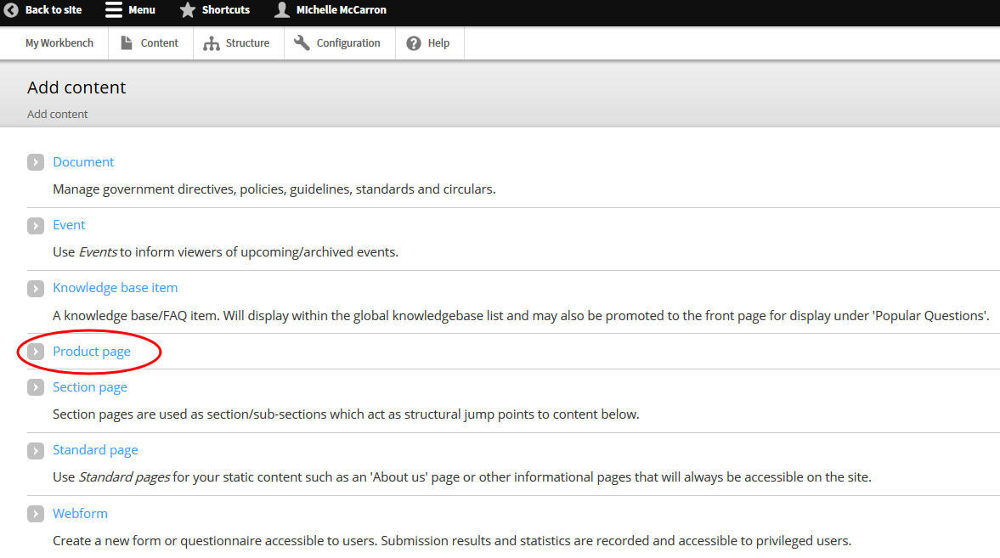 Back to site Menu Shortcuts Michelle McCarron
My Workbench Content Structure Configuration Help
Add content
Add content
Document
Manage government directives, policies, guidelines, standards and circulars.
Event
Use Events to inform viewers of upcoming/archived events.
Knowledge base item
A knowledge base/FAQ item. Will display within the global knowledgebase list and may also be promoted to the front page for display under 'Popular Questions'.
Product page
Section page
Section pages are used as section/sub-sections which act as structural jump points to content below.
Standard page
Use Standard pages for your static content such as an 'About us' page or other informational pages that will always be accessible on the site.
Webform
Create a new form or questionnaire accessible to users. Submission results and statistics are recorded and accessible to privileged users.